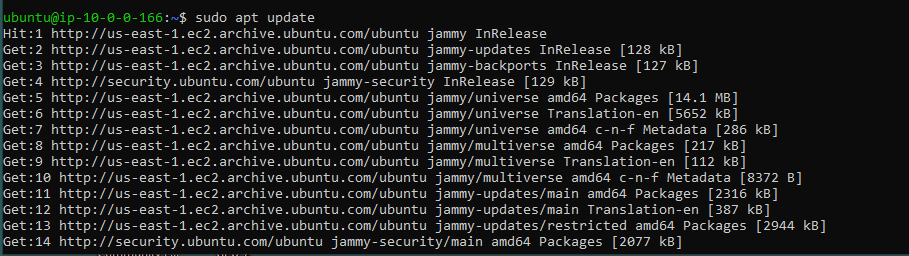 ubuntu@ip-10-0-0-166:~$ sudo apt update
Hit:1 http://us-east-1.ec2.archive.ubuntu.com/ubuntu jammy InRelease
Get:2 http://us-east-1.ec2.archive.ubuntu.com/ubuntu jammy-updates InRelease [128 kB]
Get:3 http://us-east-1.ec2.archive.ubuntu.com/ubuntu jammy-backports InRelease [127 kB]
Get:4 http://security.ubuntu.com/ubuntu jammy-security InRelease [129 kB]
Get:5 http://us-east-1.ec2.archive.ubuntu.com/ubuntu jammy/universe amd64 Packages [14.1 MB]
Get:6 http://us-east-1.ec2.archive.ubuntu.com/ubuntu jammy/universe Translation-en [5652 kB]
Get:7 http://us-east-1.ec2.archive.ubuntu.com/ubuntu jammy/universe amd64 c-n-f Metadata [286 kB]
Get:8 http://us-east-1.ec2.archive.ubuntu.com/ubuntu jammy/multiverse amd64 Packages [217 kB]
Get:9 http://us-east-1.ec2.archive.ubuntu.com/ubuntu jammy/multiverse Translation-en [112 kB]
Get:10 http://us-east-1.ec2.archive.ubuntu.com/ubuntu jammy/multiverse amd64 c-n-f Metadata [8372 B]
Get:11 http://us-east-1.ec2.archive.ubuntu.com/ubuntu jammy-updates/main amd64 Packages [2316 kB]
Get:12 http://us-east-1.ec2.archive.ubuntu.com/ubuntu jammy-updates/main Translation-en [387 kB]
Get:13 http://us-east-1.ec2.archive.ubuntu.com/ubuntu jammy-updates/restricted amd64 Packages [2944 kB]
Get:14 http://security.ubuntu.com/ubuntu jammy-security/main amd64 Packages [2077 kB]